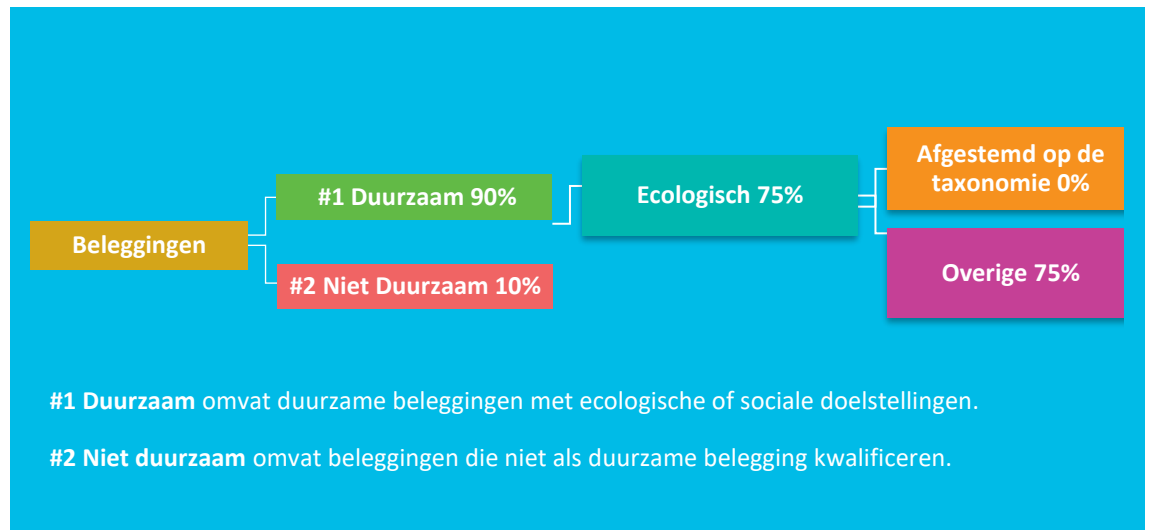 Beleggingen
#1 Duurzaam 90%
#2 Niet Duurzaam 10%
Ecologisch 75%
Afgestemd op de
taxonomie 0%
Overige 75%
#1 Duurzaam omvat duurzame beleggingen met ecologische of sociale doelstellingen.
#2 Niet duurzaam omvat beleggingen die niet als duurzame belegging kwalificeren.